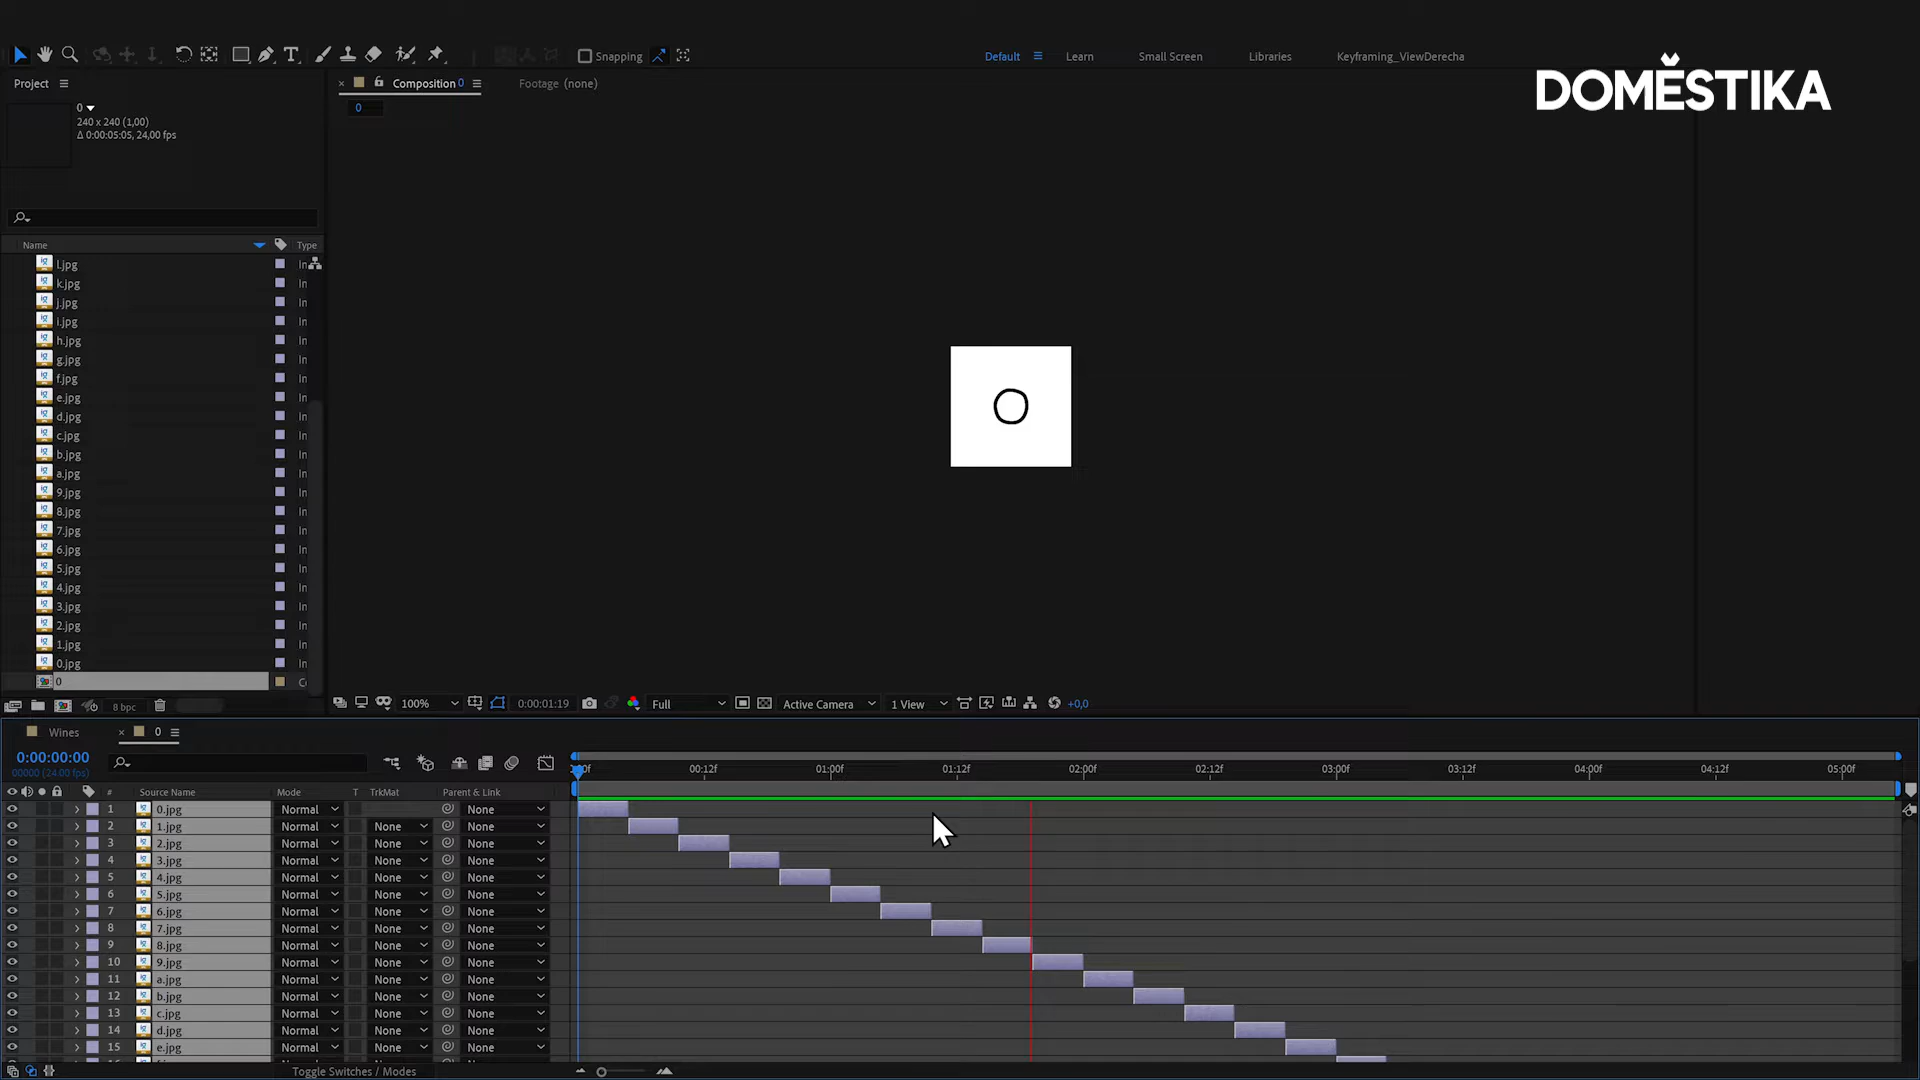 Snapping
Default
Learn
Small Screen
Libraries
Keyframing_ViewDerecha
DOMĚSTIKA
Project
Composition 0
Footage (none)
0
240 x 240 (1,00)
Δ 0:00:05:05, 24,00 fps
0
Name
Type
l.jpg
k.jpg
j.jpg
i.jpg
h.jpg
g.jpg
f.jpg
e.jpg
d.jpg
c.jpg
b.jpg
a.jpg
9.jpg
8.jpg
7.jpg
6.jpg
5.jpg
4.jpg
3.jpg
2.jpg
1.jpg
0.jpg
0
8 bpc
100%
0:00:01:19
Full
Active Camera
1 View
+0,0
Wines
0
0:00:00:00
00000 (24.00 fps)
00:12f
01:00f
01:12f
02:00f
02:12f
03:00f
03:12f
04:00f
04:12f
05:00f
# Source Name Mode T TrkMat Parent & Link
1 0.jpg Normal None
2 1.jpg Normal None None
3 2.jpg Normal None None
4 3.jpg Normal None None
5 4.jpg Normal None None
6 5.jpg Normal None None
7 6.jpg Normal None None
8 7.jpg Normal None None
9 8.jpg Normal None None
10 9.jpg Normal None None
11 a.jpg Normal None None
12 b.jpg Normal None None
13 c.jpg Normal None None
14 d.jpg Normal None None
15 e.jpg Normal None None
Toggle Switches / Modes